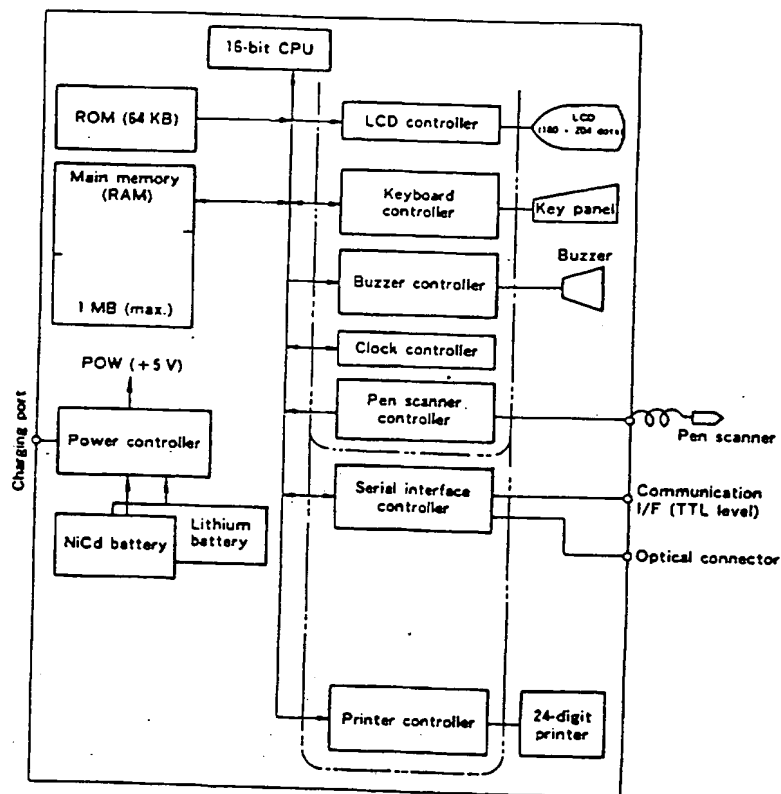 16-bit CPU
ROM (64 KB)
LCD controller
LCD
Main memory
(RAM)
Keyboard
controller
Key panel
Buzzer
Buzzer controller
1 MB (max.)
Clock controller
POW (+5 V)
Pen scanner
controller
Pen scanner
Charging port
Power controller
Serial interface
controller
Communication
I/F (TTL level)
Lithium
battery
NiCd battery
Optical connector
Printer controller
24-digit
printer